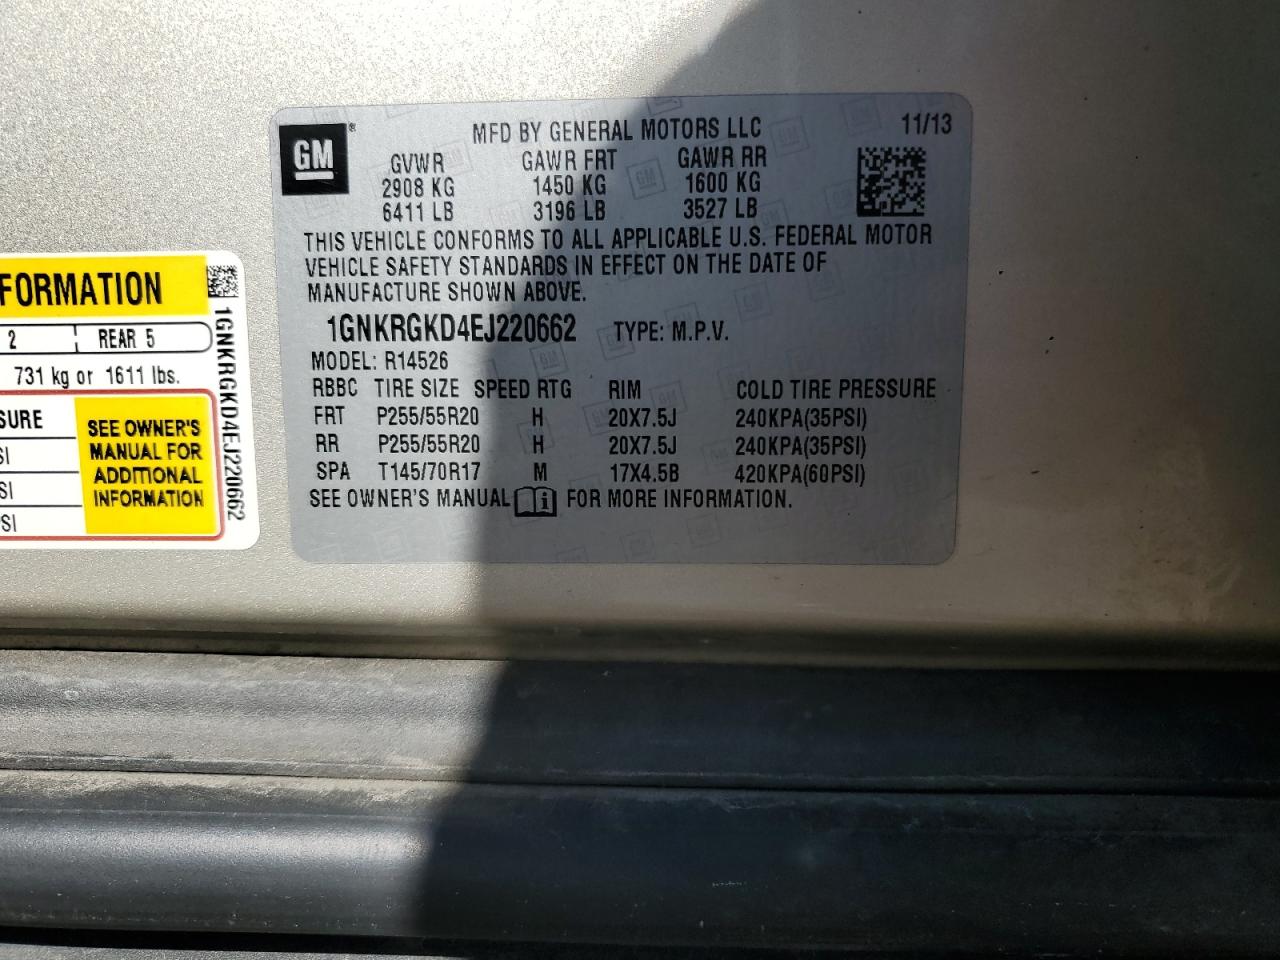 GM®
MFD BY GENERAL MOTORS LLC 11/13
GVWR GAWR FRT GAWR RR
2908 KG 1450 KG 1600 KG
6411 LB 3196 LB 3527 LB
THIS VEHICLE CONFORMS TO ALL APPLICABLE U.S. FEDERAL MOTOR
VEHICLE SAFETY STANDARDS IN EFFECT ON THE DATE OF
MANUFACTURE SHOWN ABOVE.
1GNKRGKD4EJ220662 TYPE: M.P.V.
MODEL: R14526
RBBC TIRE SIZE SPEED RTG RIM COLD TIRE PRESSURE
FRT P255/55R20 H 20X7.5J 240KPA(35PSI)
RR P255/55R20 H 20X7.5J 240KPA(35PSI)
SPA T145/70R17 M 17X4.5B 420KPA(60PSI)
SEE OWNER'S MANUAL i FOR MORE INFORMATION.
FORMATION
2 REAR 5
731 kg or 1611 lbs.
SURE
SI
SI
PSI
SEE OWNER'S
MANUAL FOR
ADDITIONAL
INFORMATION
1GNKRGKD4EJ220662